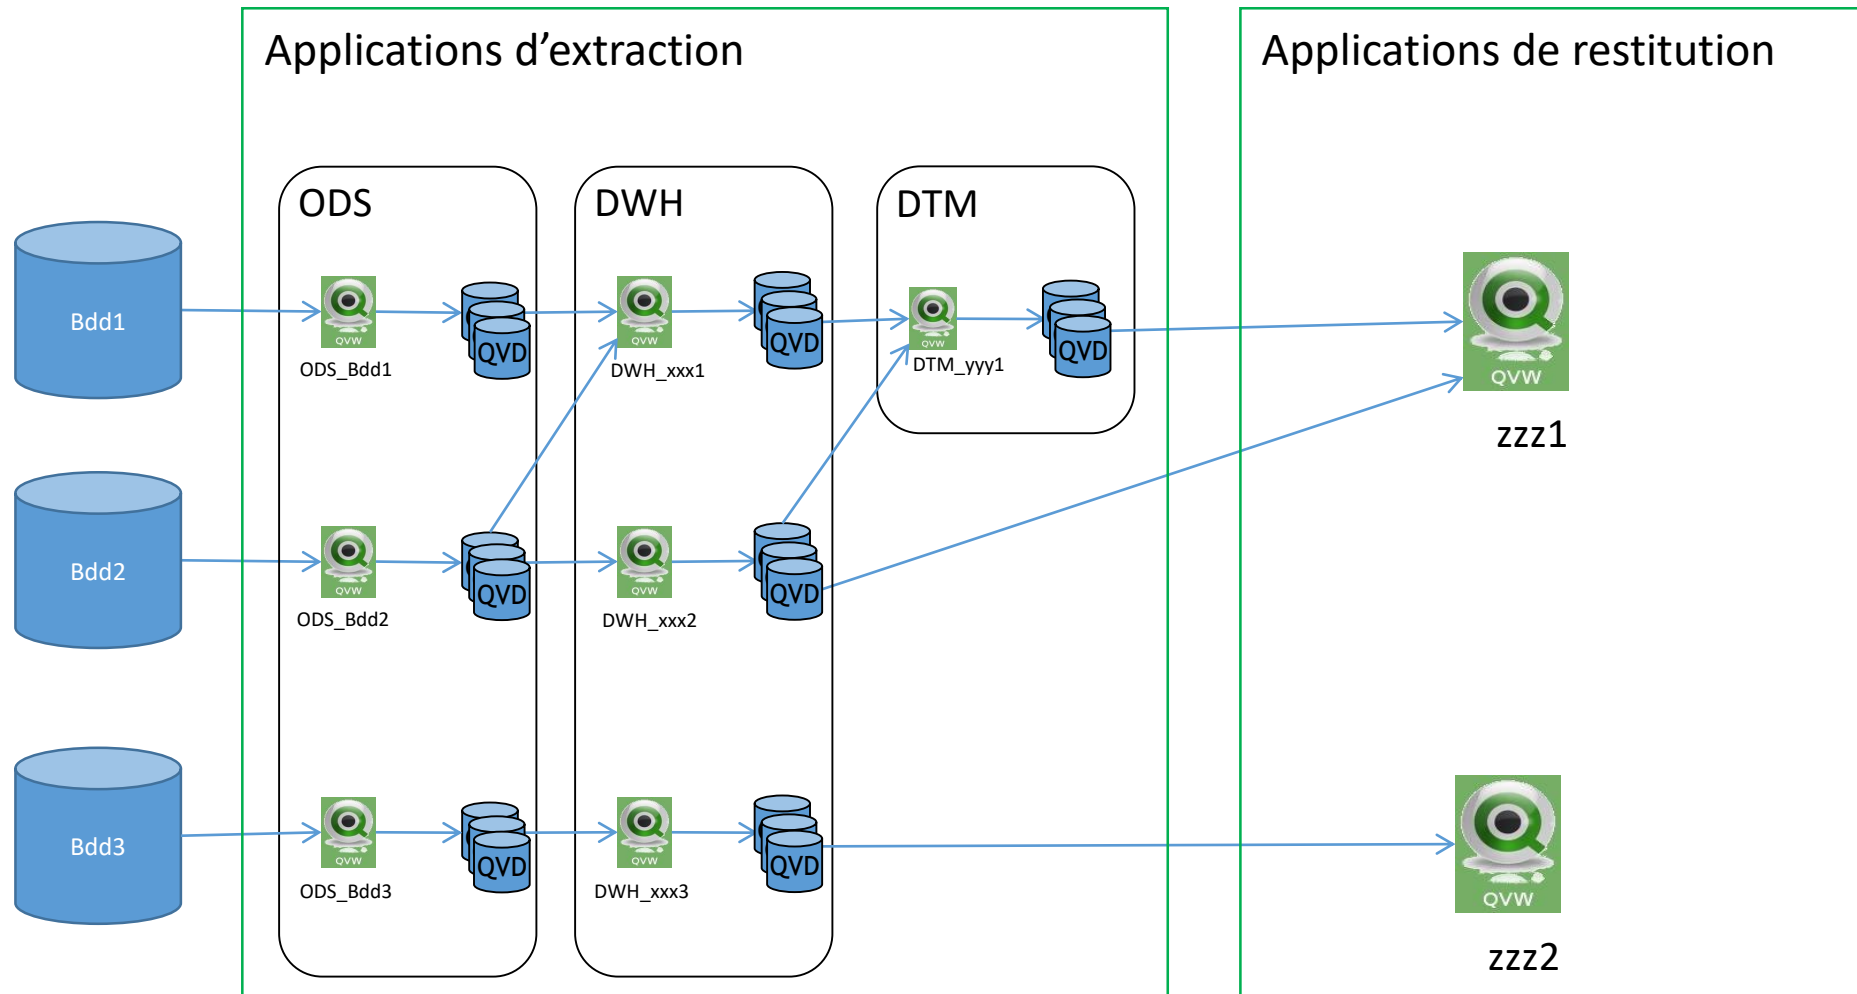 Applications d’extraction
Applications de restitution
ODS
DWH
DTM
Bdd1
QVW
ODS_Bdd1
QVD
QVW
DWH_xxx1
QVD
QVW
DTM_yyy1
QVD
QVW
zzz1
Bdd2
QVW
ODS_Bdd2
QVD
QVW
DWH_xxx2
QVD
Bdd3
QVW
ODS_Bdd3
QVD
QVW
DWH_xxx3
QVD
QVW
zzz2